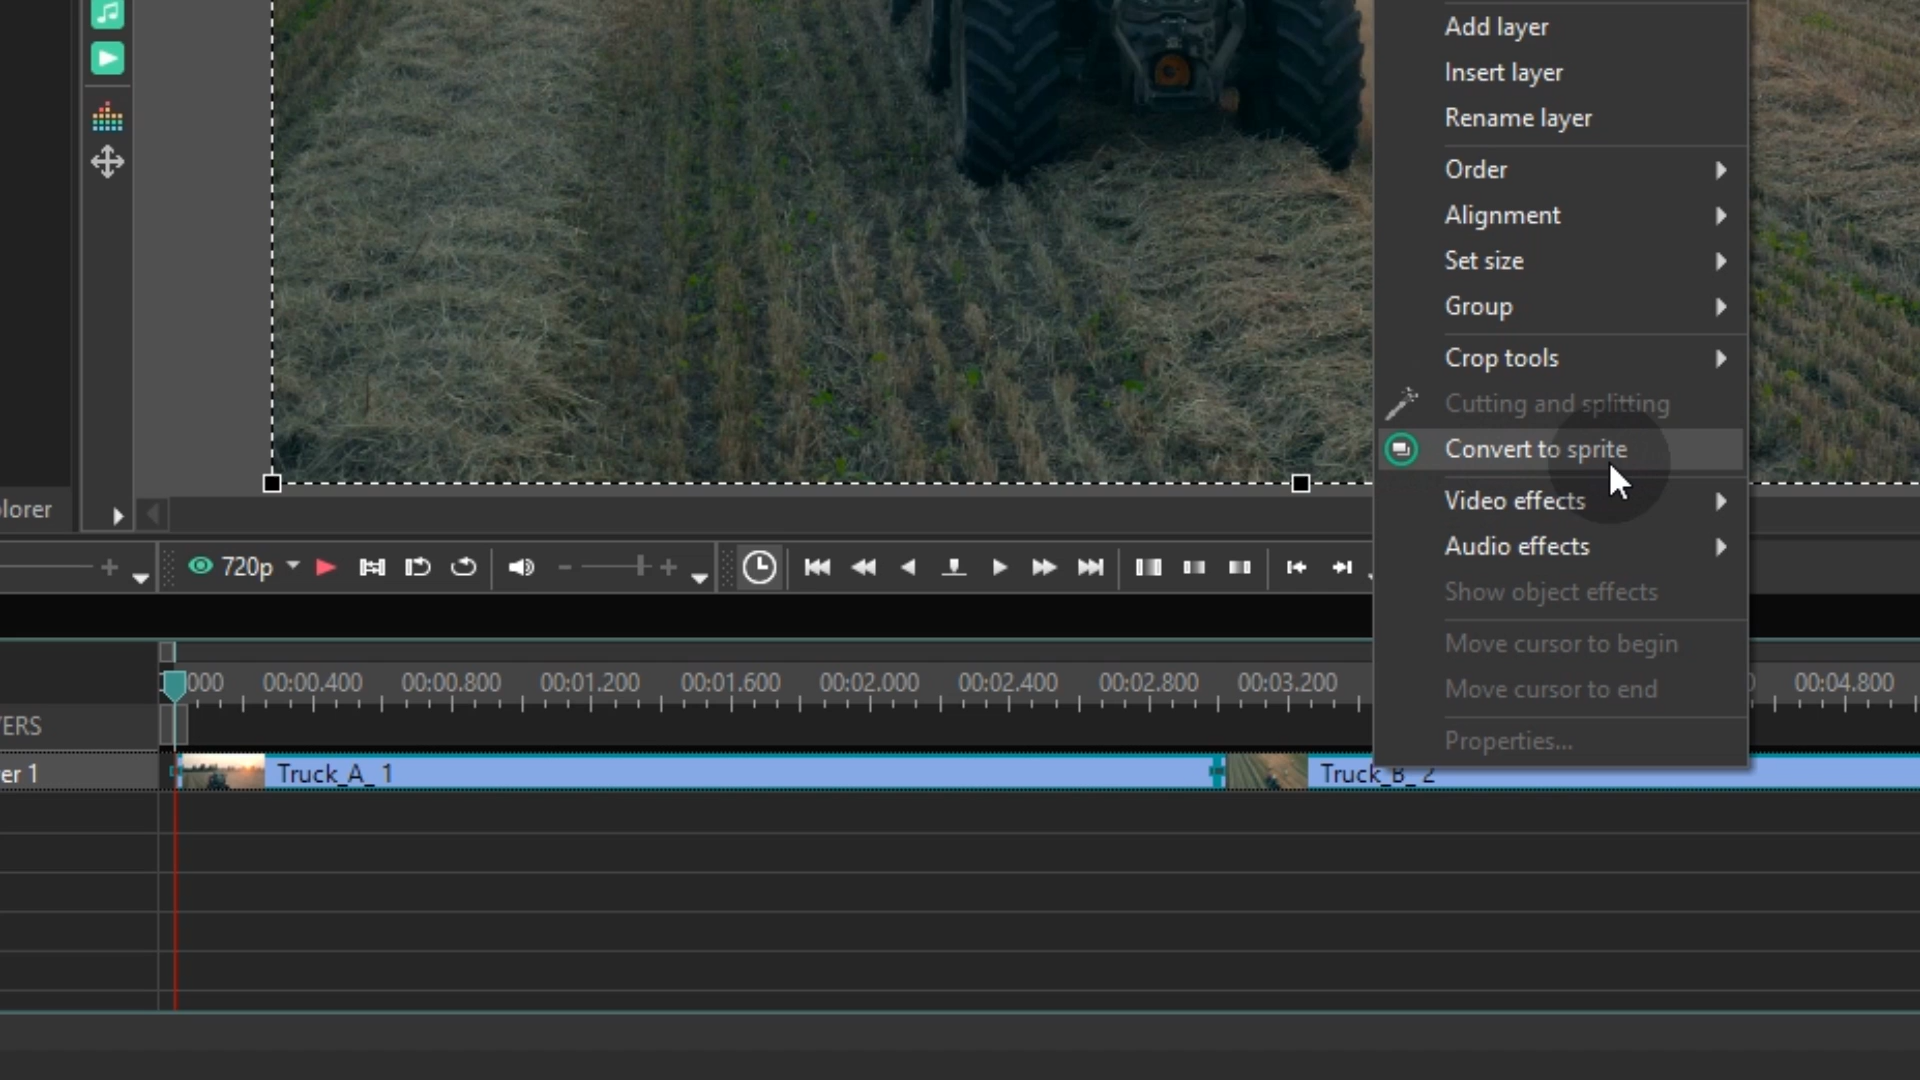 Add layer
Insert layer
Rename layer
Order
Alignment
Set size
Group
Crop tools
Cutting and splitting
Convert to sprite
Video effects
Audio effects
Show object effects
Move cursor to begin
Move cursor to end
Properties...
lorer
720p
000 00:00.400 00:00.800 00:01.200 00:01.600 00:02.000 00:02.400 00:02.800 00:03.200 0 00:04.800
ERS
er 1 Truck_A_ 1 Truck_B_ 2